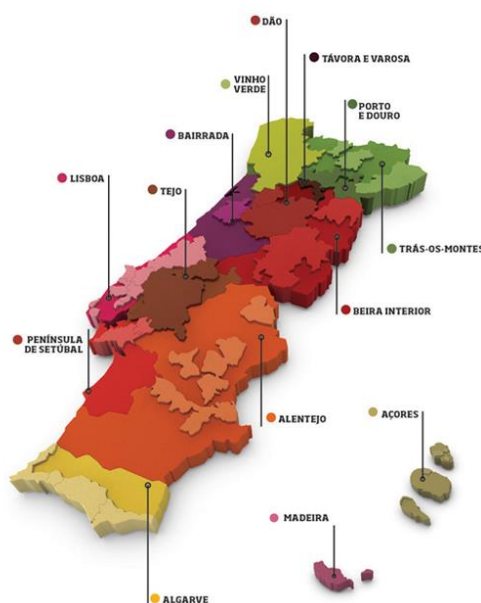 DÃO
TÁVORA E VAROSA
VINHO
VERDE
PORTO
E DOURO
BAIRRADA
LISBOA
TEJO
TRÁS-OS-MONTES
BEIRA INTERIOR
PENÍNSULA
DE SETÚBAL
ALENTEJO
AÇORES
MADEIRA
ALGARVE